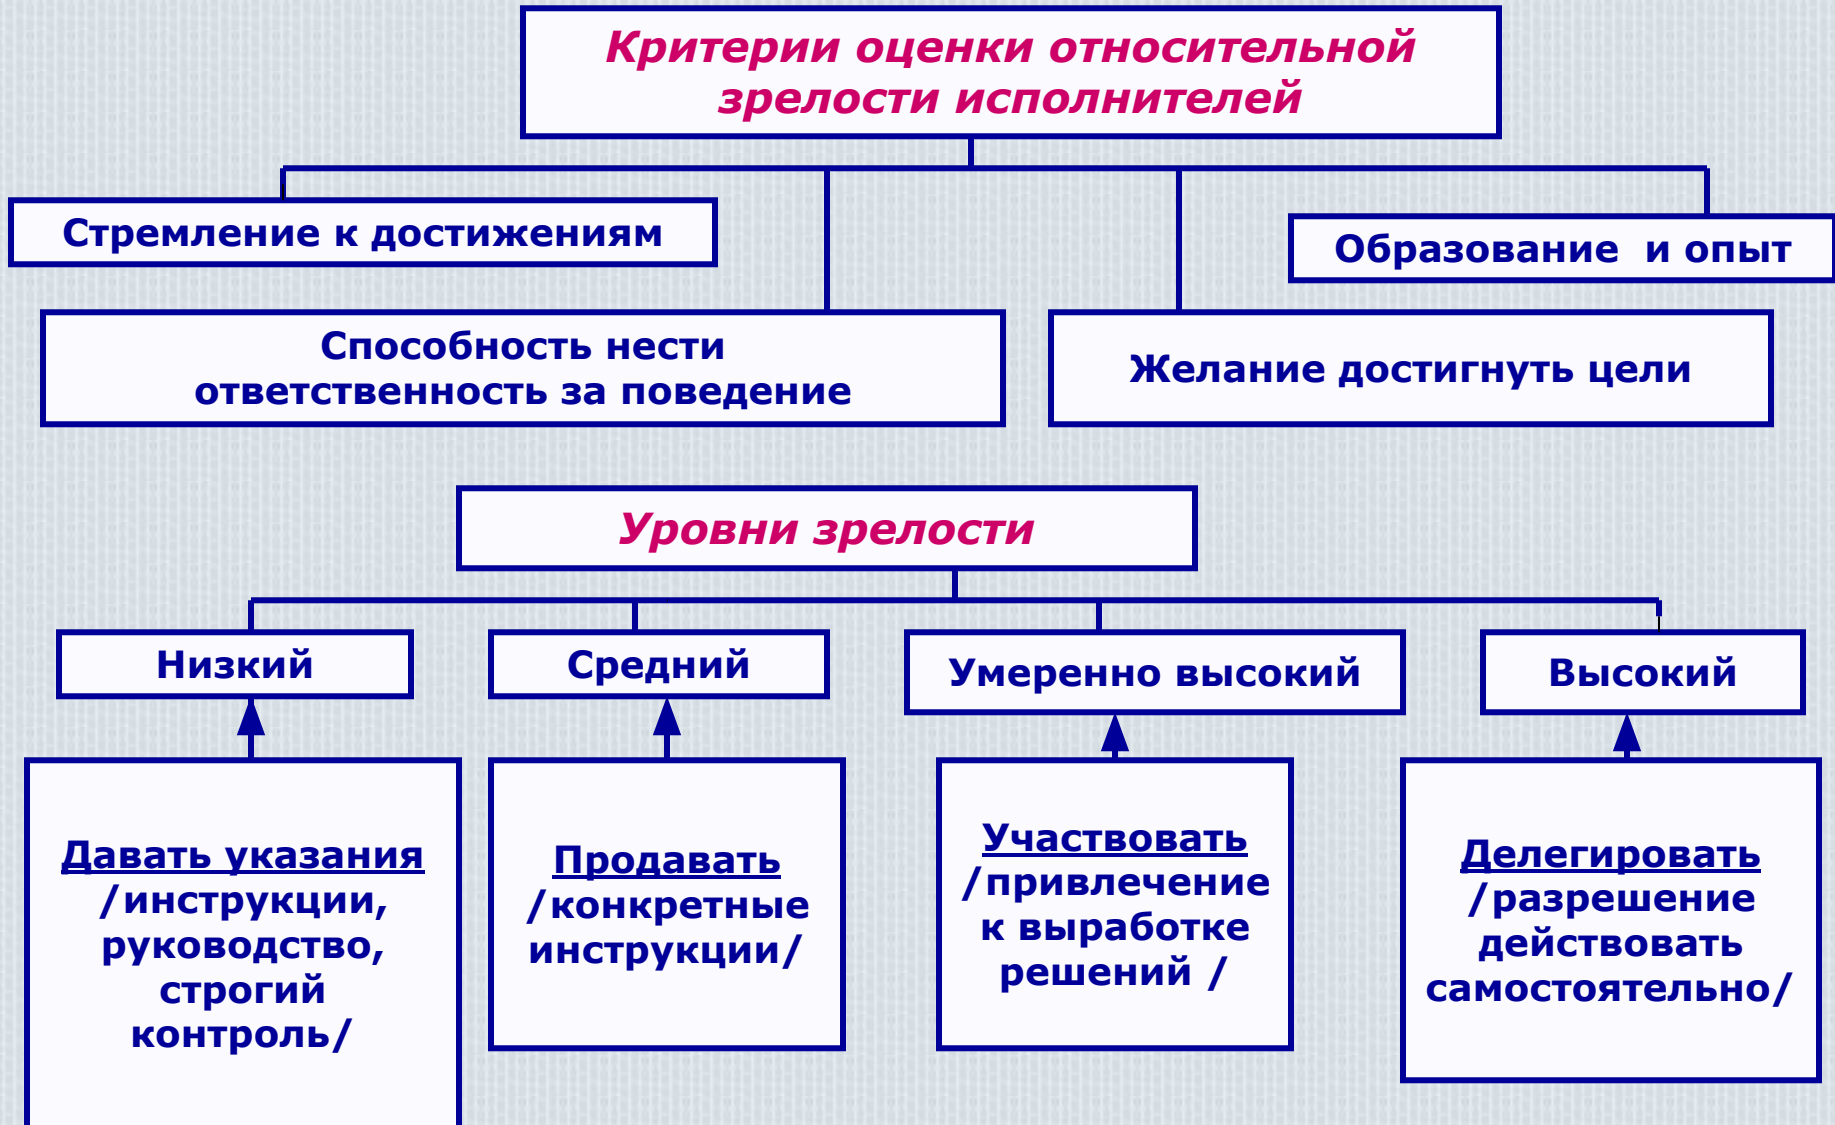 Критерии оценки относительной
зрелости исполнителей
Стремление к достижениям
Образование и опыт
Способность нести
ответственность за поведение
Желание достигнуть цели
Уровни зрелости
Низкий
Средний
Умеренно высокий
Высокий
Давать указания
/инструкции,
руководство,
строгий
контроль/
Продавать
/конкретные
инструкции/
Участвовать
/привлечение
к выработке
решений /
Делегировать
/разрешение
действовать
самостоятельно/